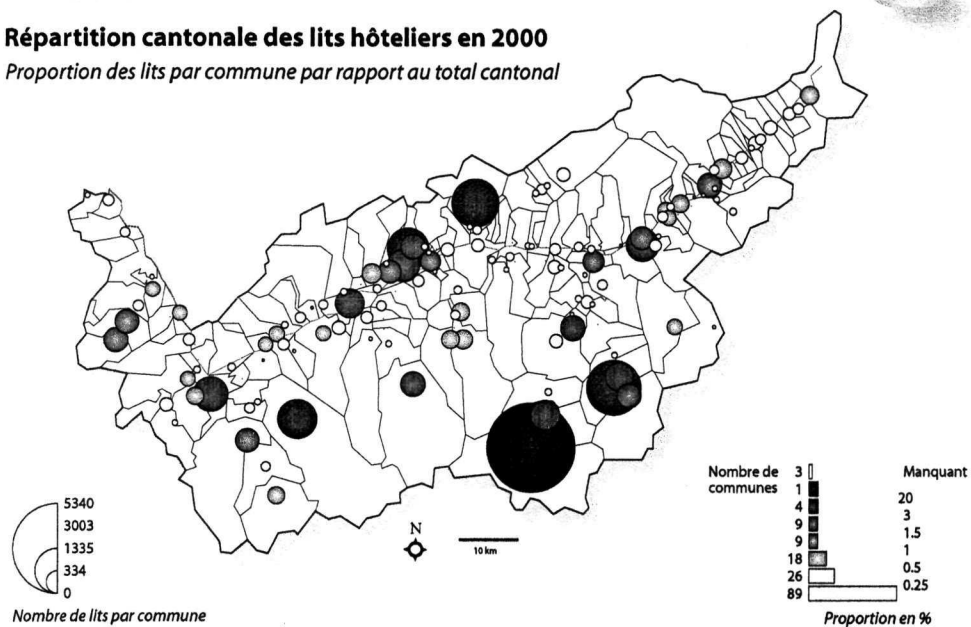 Répartition cantonale des lits hôteliers en 2000
Proportion des lits par commune par rapport au total cantonal
5340
3003
1335
334
0
Nombre de lits par commune
N
10 km
Nombre de communes
3
1
4
9
9
18
26
89
Manquant
20
3
1.5
1
0.5
0.25
Proportion en %